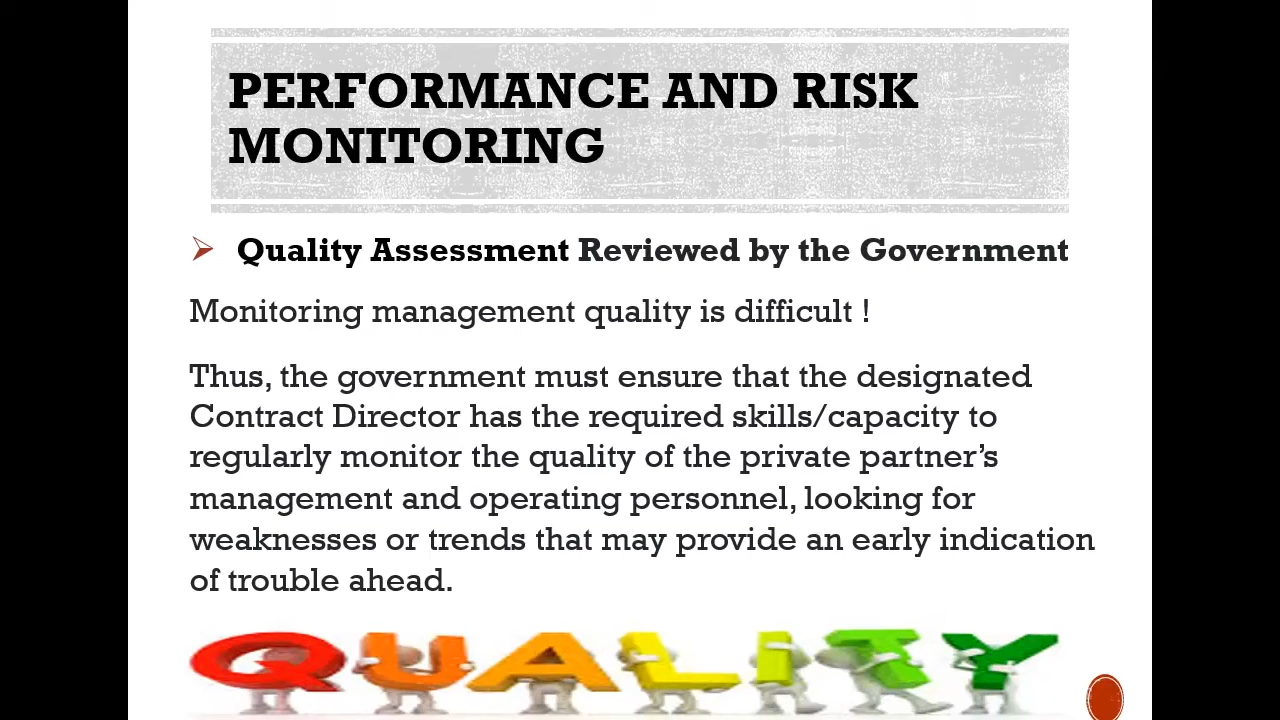 PERFORMANCE AND RISK
MONITORING
Quality Assessment Reviewed by the Government
Monitoring management quality is difficult !
Thus, the government must ensure that the designated
Contract Director has the required skills/capacity to
regularly monitor the quality of the private partner’s
management and operating personnel, looking for
weaknesses or trends that may provide an early indication
of trouble ahead.
QUALITY